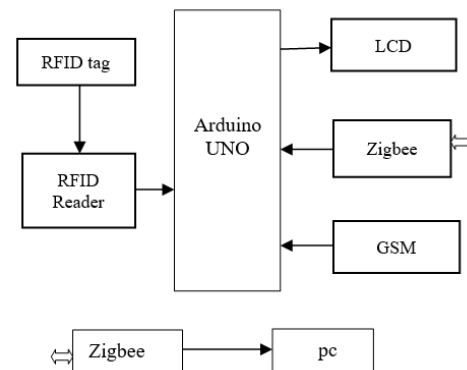 RFID tag
RFID
Reader
Arduino
UNO
LCD
Zigbee
GSM
Zigbee
pc